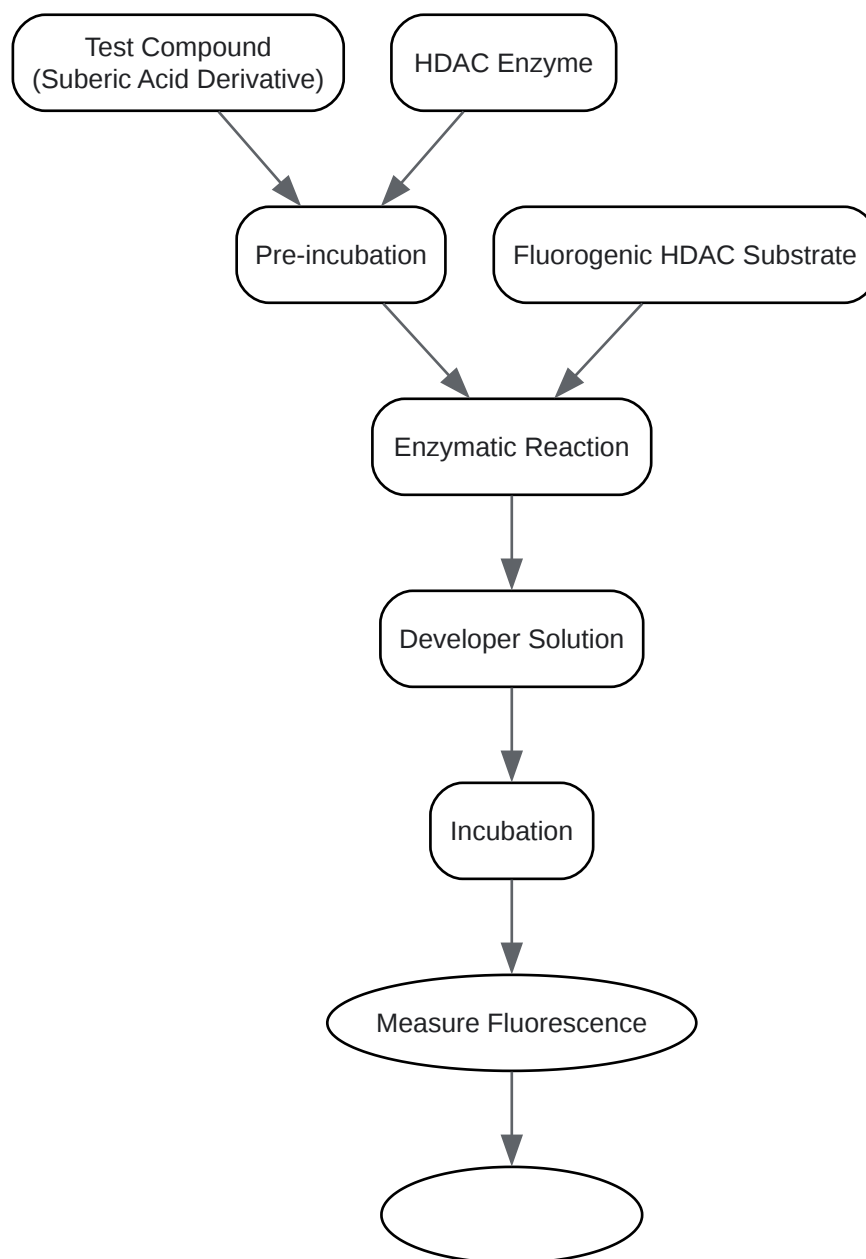 Test Compound
(Suberic Acid Derivative)
HDAC Enzyme
Pre-incubation
Fluorogenic HDAC Substrate
Enzymatic Reaction
Developer Solution
Incubation
Measure Fluorescence